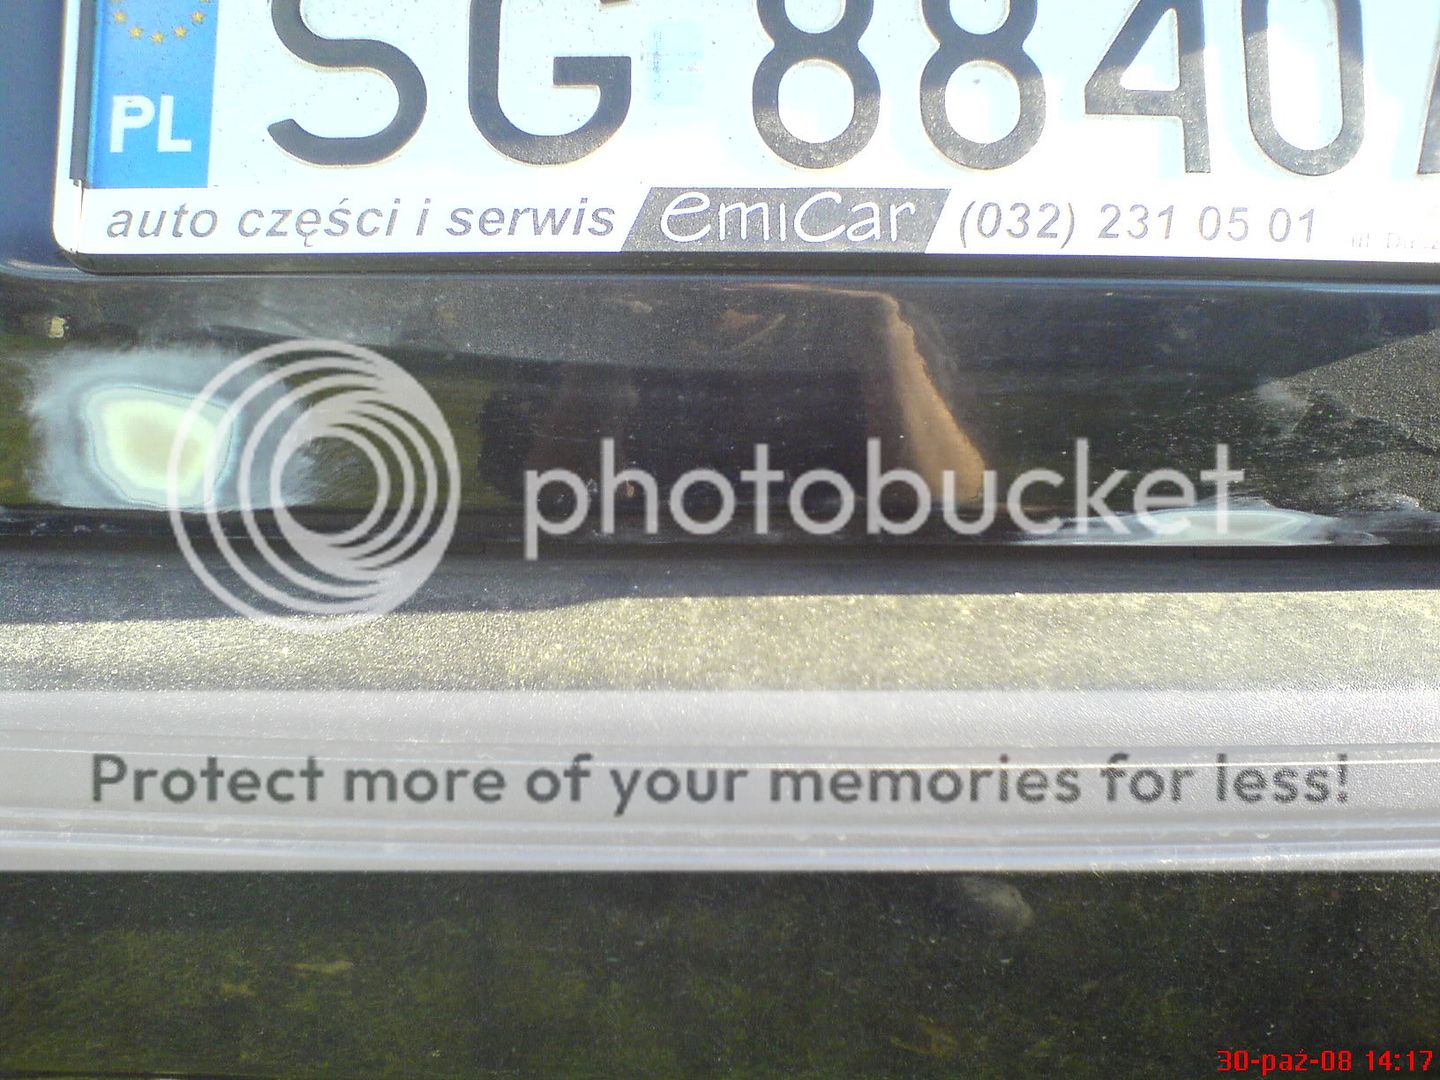 SG 8840
PL
auto części i serwis emicar (032) 231 05 01
photobucket
Protect more of your memories for less!
30-paź-08 14:17